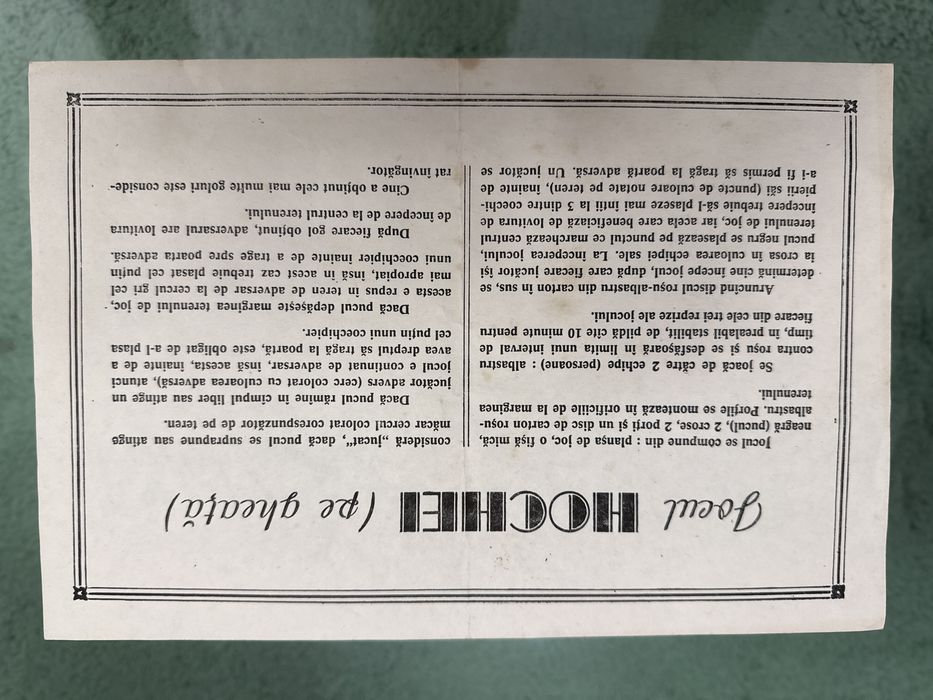 Jocul HOCHEI (pe gheață)
Jocul se compune din : planșa de joc, o fișă mică,
neagră (pucul), 2 crose, 2 porți și un disc de carton roșu-
albastru. Porțile se montează în orificiile de la marginea
terenului.
Se joacă de către 2 echipe (persoane) : albastru
contra roșu și se desfășoară în limita unui interval de
timp, în prealabil stabilit, de pildă cîte 10 minute pentru
fiecare din cele trei reprize ale jocului.
Aruncînd discul roșu-albastru din carton în sus, se
determină cine începe jocul, după care fiecare jucător își
ia crosa în culoarea echipei sale. La începerea jocului,
pucul negru se plasează pe punctul ce marchează centrul
terenului de joc, iar acela care beneficiază de lovitura de
începere trebuie să-l plaseze mai întîi la 3 dintre coechi-
pierii săi (puncte de culoare notate pe teren), înainte de
a-i fi permis să tragă la poarta adversă. Un jucător se
consideră „jucat“, dacă pucul se suprapune sau atinge
măcar cercul colorat corespunzător de pe teren.
Dacă pucul rămîne în cîmpul liber sau atinge un
jucător advers (cerc colorat cu culoarea adversă), atunci
jocul e continuat de adversar, însă acesta, înainte de a
avea dreptul să tragă la poartă, este obligat de a-l plasa
cel puțin unui coechipier.
Dacă pucul depășește marginea terenului de joc,
acesta e repus în teren de adversar de la cercul gri cel
mai apropiat, însă în acest caz trebuie plasat cel puțin
unui coechipier înainte de a trage spre poarta adversă.
După fiecare gol obținut, adversarul are lovitura
de începere de la centrul terenului.
Cine a obținut cele mai multe goluri este conside-
rat învingător.